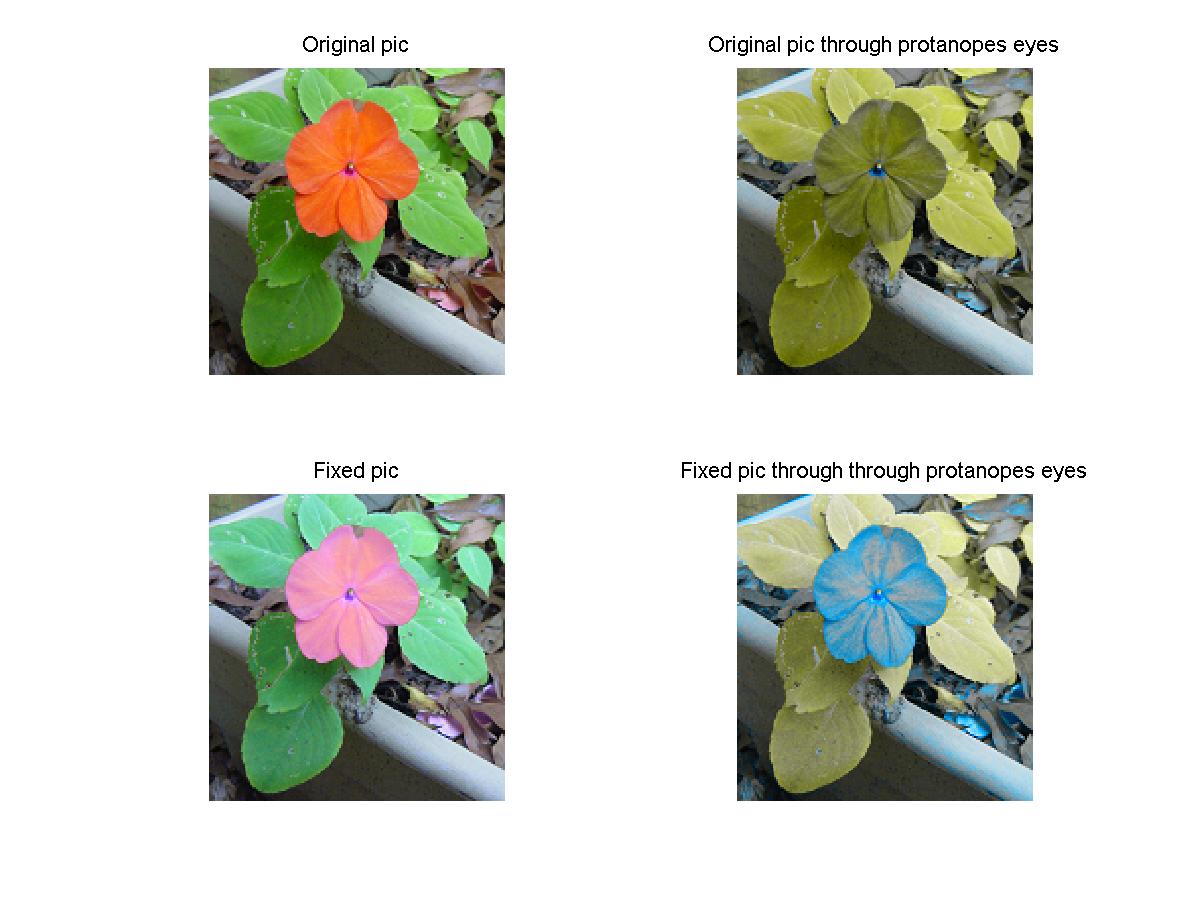 Original pic
Original pic through protanopes eyes
Fixed pic
Fixed pic through through protanopes eyes